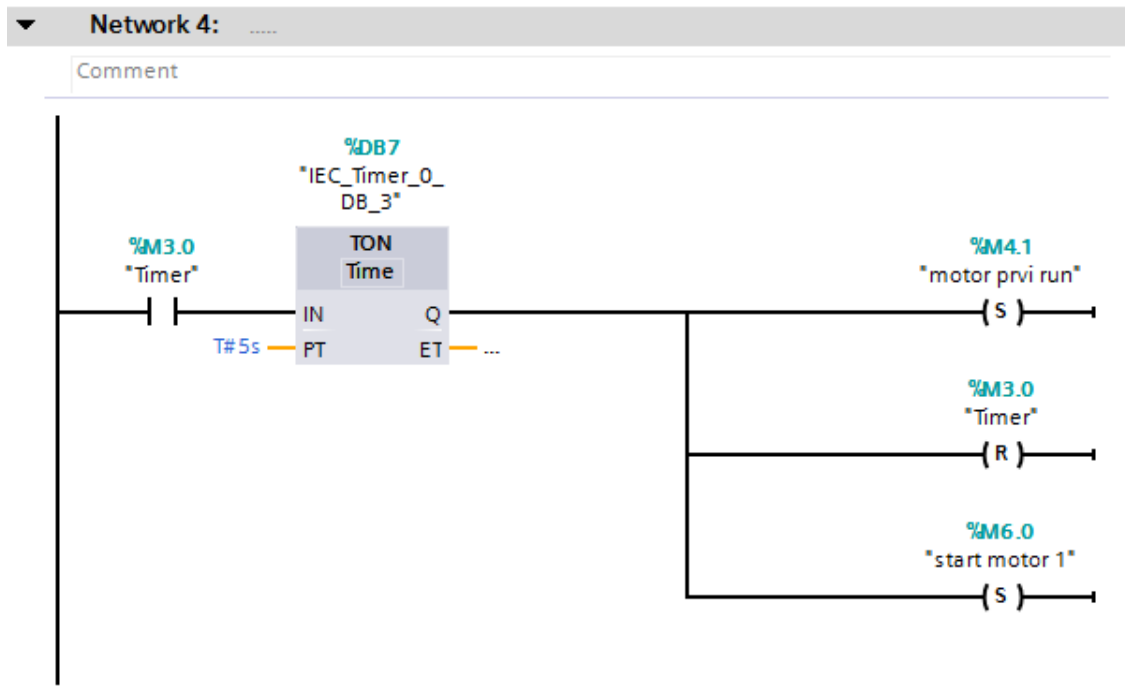 Network 4: .....
Comment
%DB7
"IEC_Timer_0_
DB_3"
%M3.0
"Timer"
TON
Time
%M4.1
"motor prvi run"
IN Q
( S )
T#5s PT ET ...
%M3.0
"Timer"
( R )
%M6.0
"start motor 1"
( S )